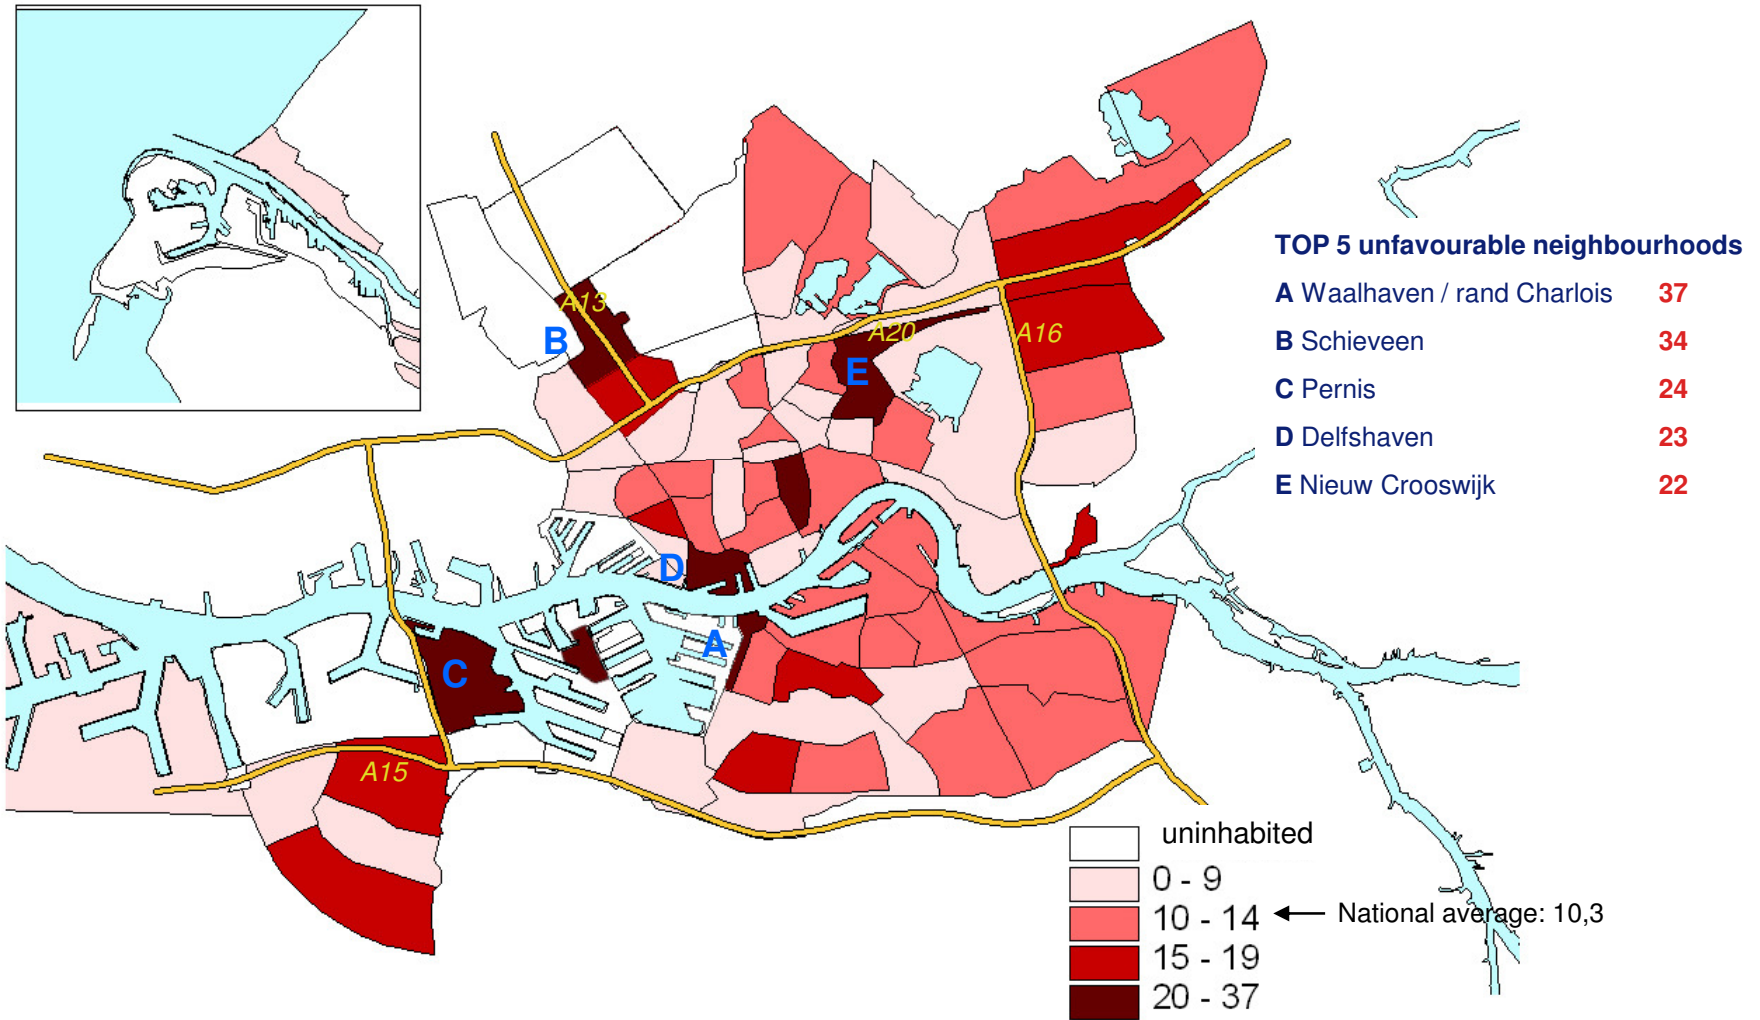 A13
B
A20
A16
E
D
A
C
A15
TOP 5 unfavourable neighbourhoods
A Waalhaven / rand Charlois 37
B Schieveen 34
C Pernis 24
D Delfshaven 23
E Nieuw Crooswijk 22
uninhabited
0 - 9
10 - 14 National average: 10,3
15 - 19
20 - 37